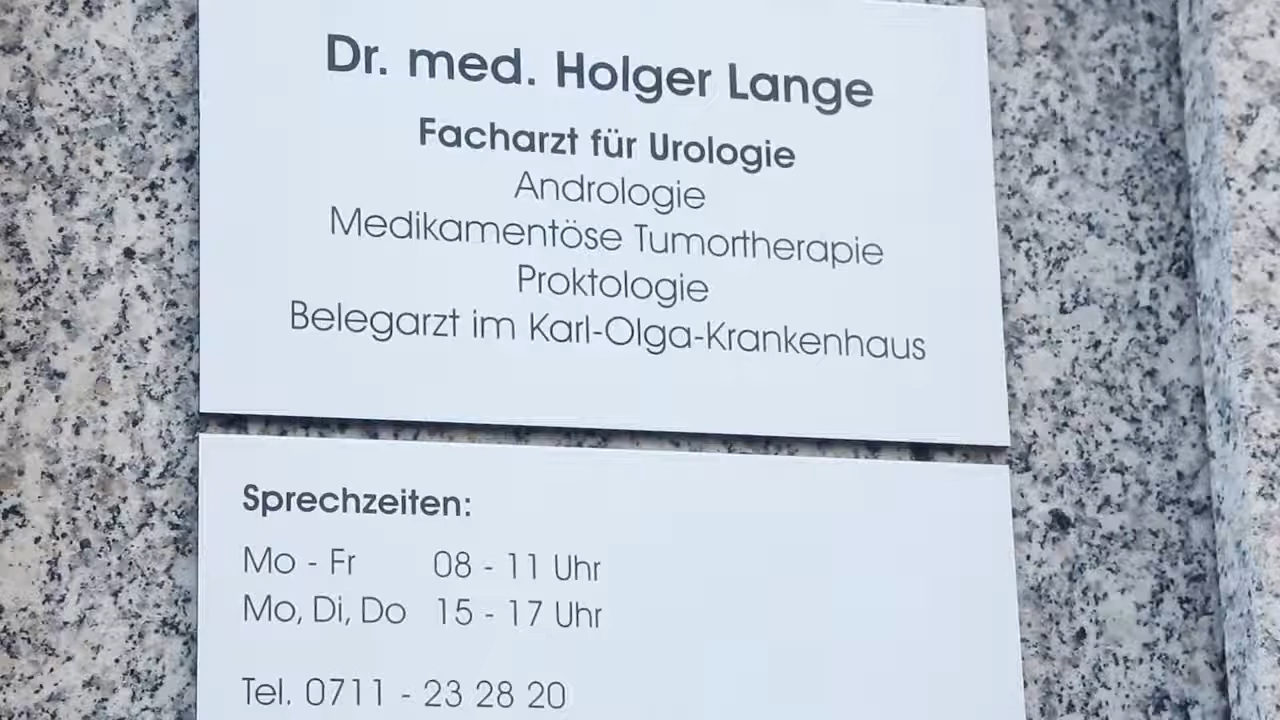 Dr. med. Holger Lange
Facharzt für Urologie
Andrologie
Medikamentöse Tumortherapie
Proktologie
Belegarzt im Karl-Olga-Krankenhaus
Sprechzeiten:
Mo - Fr 08 - 11 Uhr
Mo, Di, Do 15 - 17 Uhr
Tel. 0711 - 23 28 20